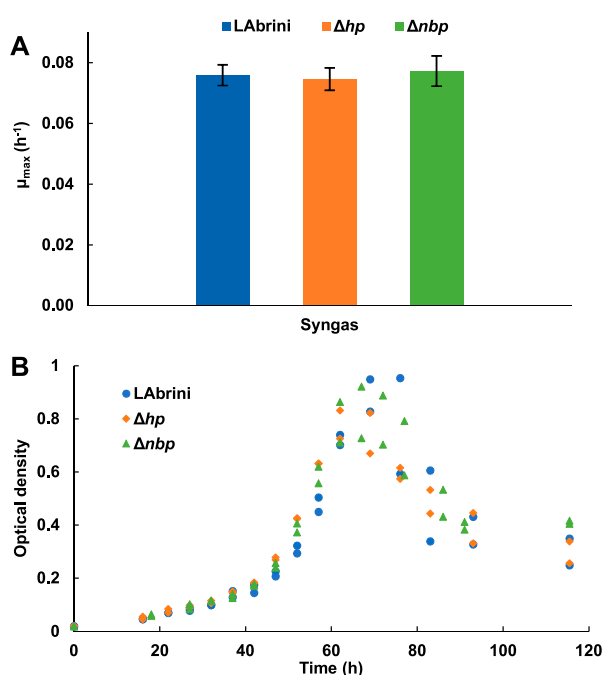 A
LAbrini Δhp Δnbp
0.08
0.06
0.04
0.02
0.00
μmax (h-1)
Syngas
B
LAbrini
Δhp
Δnbp
1
0.8
0.6
0.4
0.2
0
Optical density
0 20 40 60 80 100 120
Time (h)